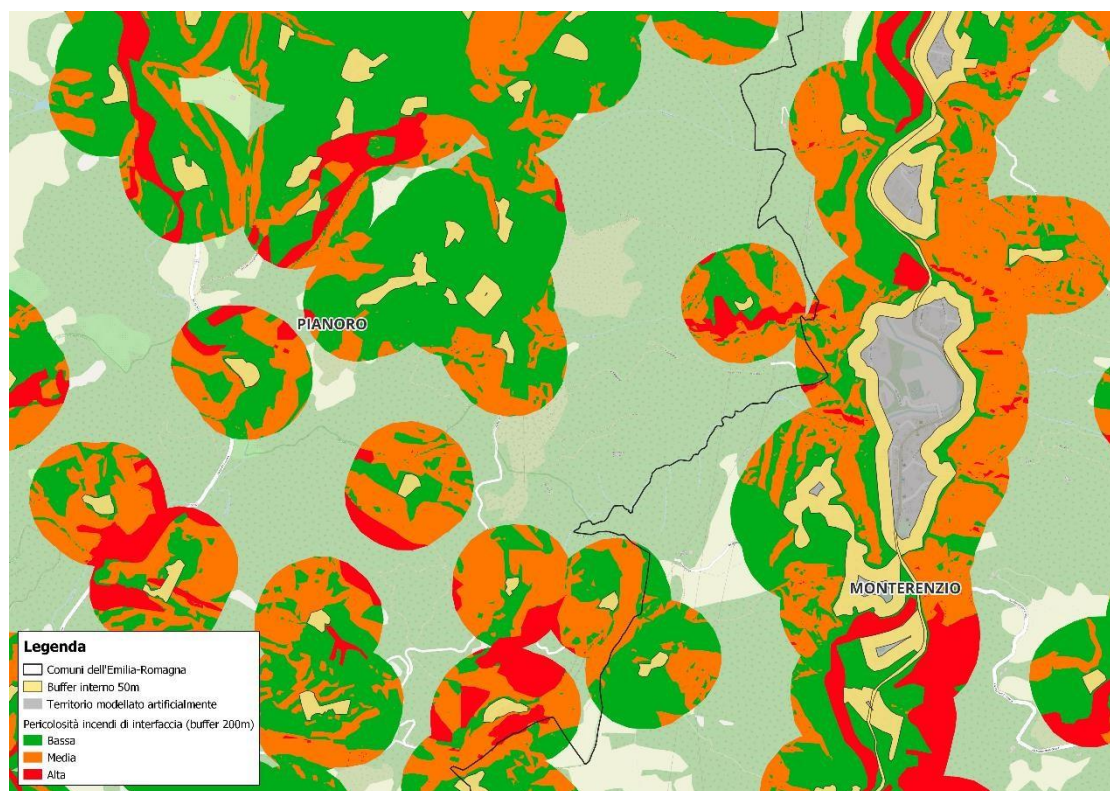 PIANORO
MONTERENZIO
Legenda
Comuni dell'Emilia-Romagna
Buffer interno 50m
Territorio modellato artificialmente
Pericolosità incendi di interfaccia (buffer 200m)
Bassa
Media
Alta